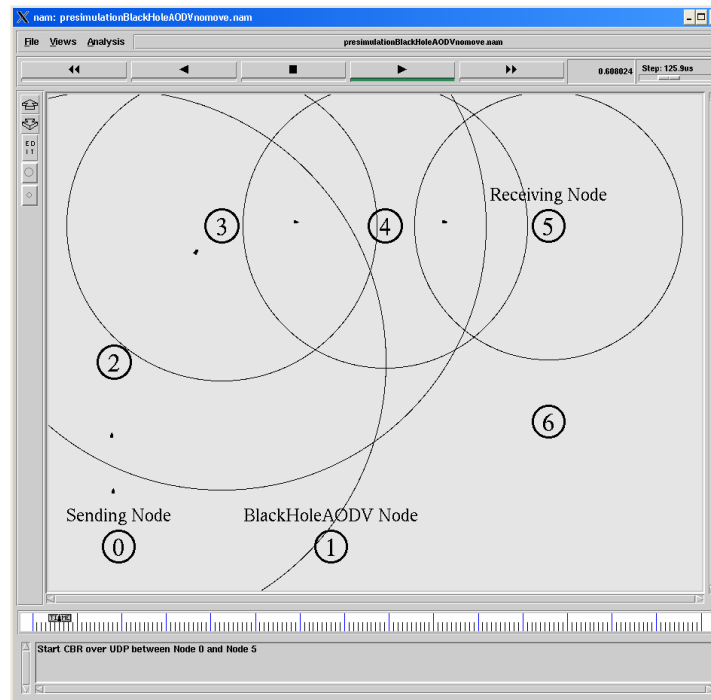 nam: presimulationBlackHoleAODVnomove.nam
File Views Analysis presimulationBlackHoleAODVnomove.nam
0.608024 Step: 125.9us
ED
IT
Receiving Node
3 4 5
2
6
Sending Node BlackHoleAODV Node
0 1
TIME
Start CBR over UDP between Node 0 and Node 5